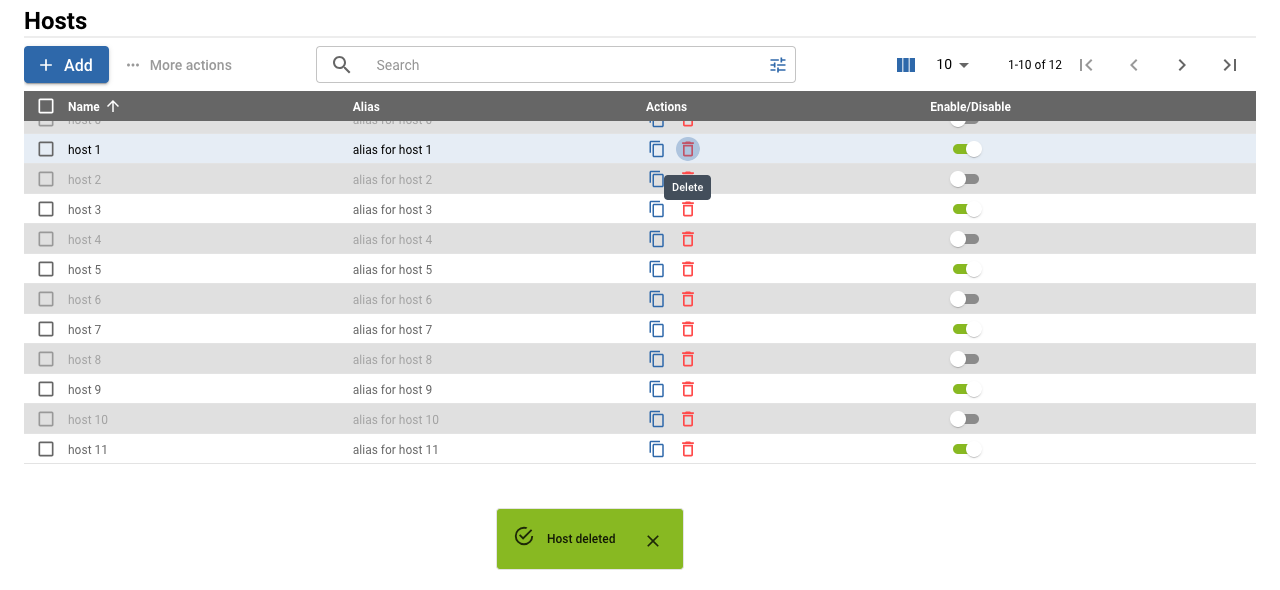 Hosts
Add
More actions
Search
10
1-10 of 12
Name
Alias
Actions
Enable/Disable
host 0 alias for host 0
host 1 alias for host 1
host 2 alias for host 2
Delete
host 3 alias for host 3
host 4 alias for host 4
host 5 alias for host 5
host 6 alias for host 6
host 7 alias for host 7
host 8 alias for host 8
host 9 alias for host 9
host 10 alias for host 10
host 11 alias for host 11
Host deleted